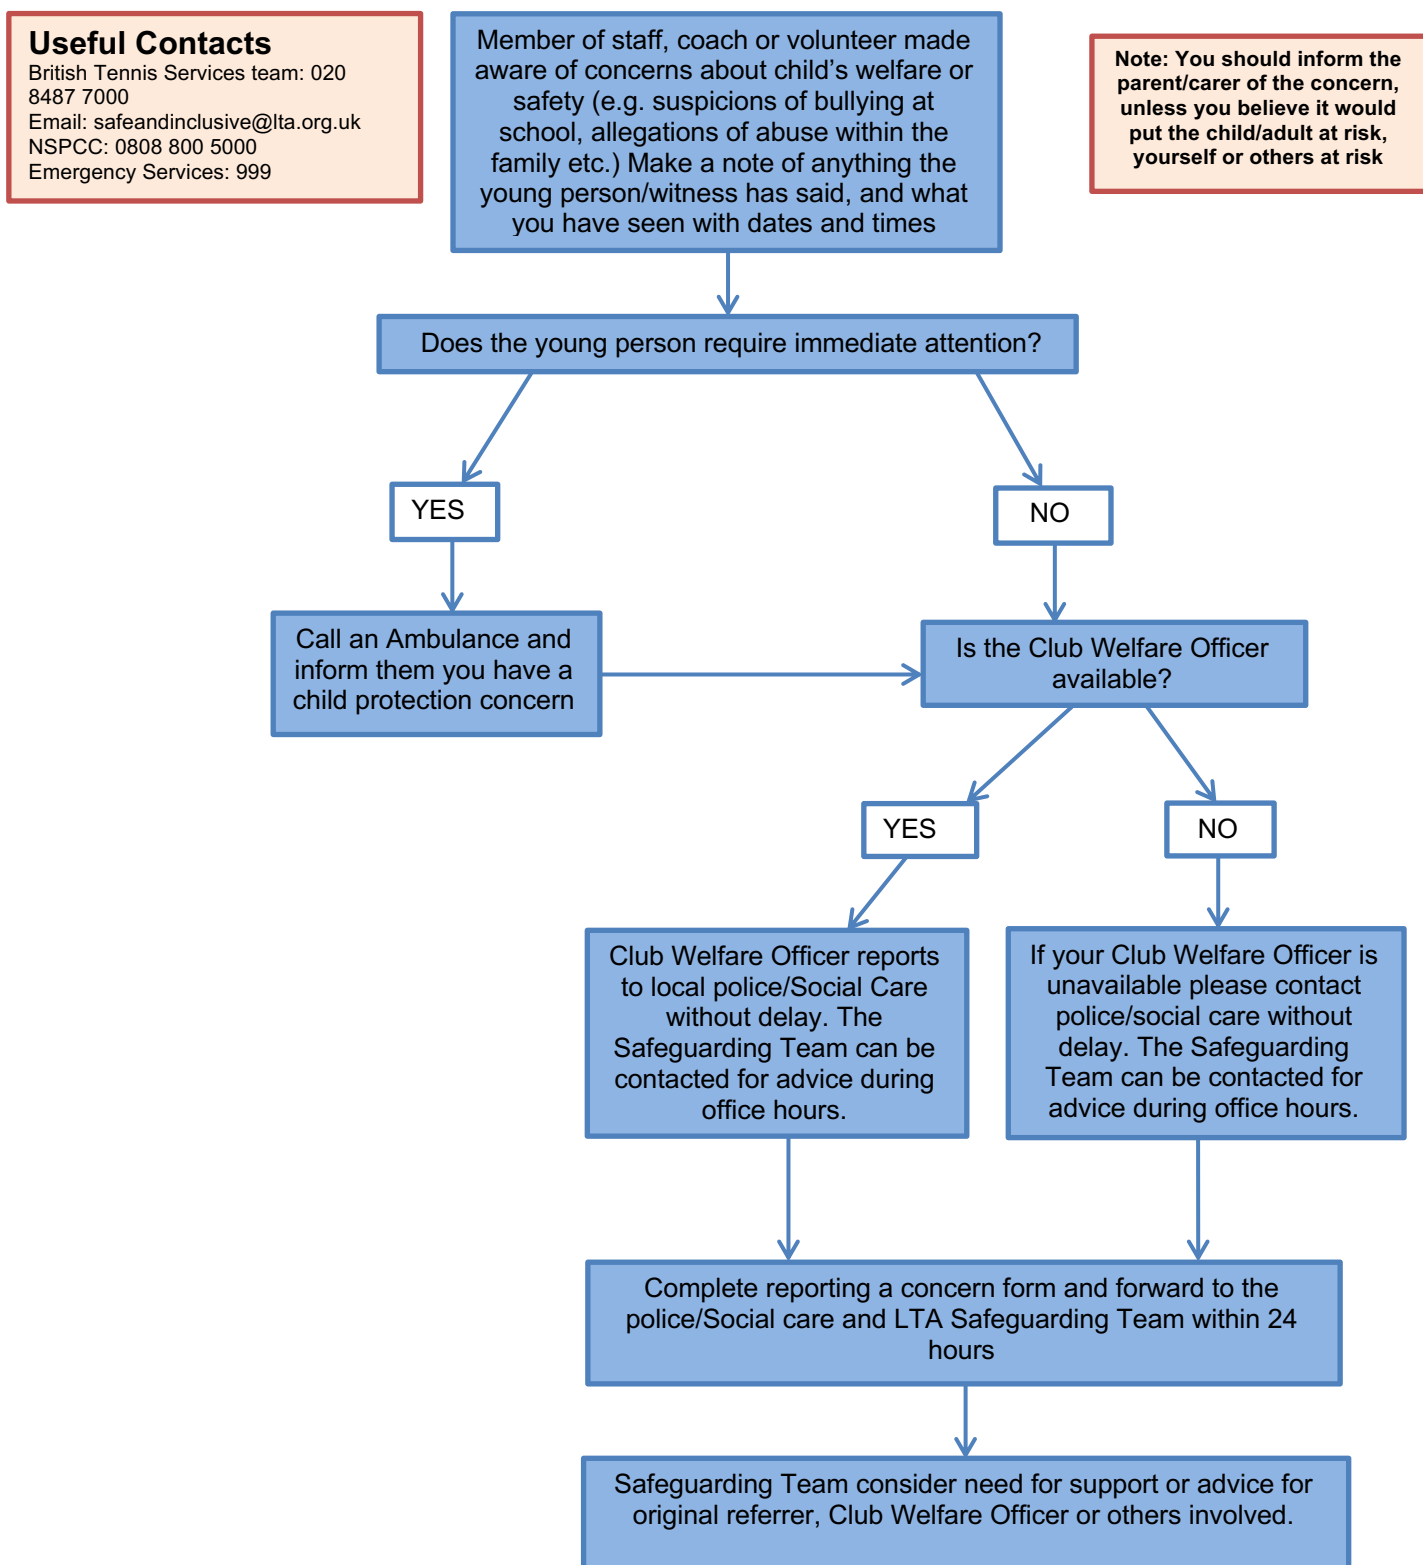 Useful Contacts
British Tennis Services team: 020
8487 7000
Email: safeandinclusive@lta.org.uk
NSPCC: 0808 800 5000
Emergency Services: 999
Member of staff, coach or volunteer made
aware of concerns about child's welfare or
safety (e.g. suspicions of bullying at
school, allegations of abuse within the
family etc.) Make a note of anything the
young person/witness has said, and what
you have seen with dates and times
Note: You should inform the
parent/carer of the concern,
unless you believe it would
put the child/adult at risk,
yourself or others at risk
Does the young person require immediate attention?
YES
NO
Call an Ambulance and
inform them you have a
child protection concern
Is the Club Welfare Officer
available?
YES
NO
Club Welfare Officer reports
to local police/Social Care
without delay. The
Safeguarding Team can be
contacted for advice during
office hours.
If your Club Welfare Officer is
unavailable please contact
police/social care without
delay. The Safeguarding
Team can be contacted for
advice during office hours.
Complete reporting a concern form and forward to the
police/Social care and LTA Safeguarding Team within 24
hours
Safeguarding Team consider need for support or advice for
original referrer, Club Welfare Officer or others involved.